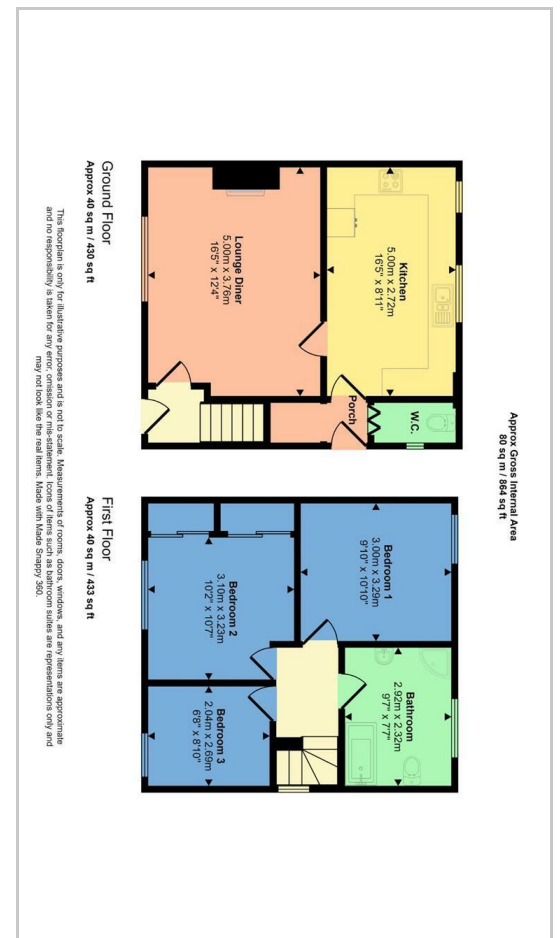 Approx Gross Internal Area
80 sq m / 864 sq ft
Kitchen
5.00m x 2.72m
16'5" x 8'11"
W.C.
Porch
Lounge Diner
5.00m x 3.76m
16'5" x 12'4"
Ground Floor
Approx 40 sq m / 430 sq ft
Bedroom 1
3.00m x 3.29m
9'10" x 10'10"
Bathroom
2.92m x 2.32m
9'7" x 7'7"
Bedroom 2
3.10m x 3.23m
10'2" x 10'7"
Bedroom 3
2.04m x 2.69m
6'8" x 8'10"
First Floor
Approx 40 sq m / 433 sq ft
This floorplan is only for illustrative purposes and is not to scale. Measurements of rooms, doors, windows, and any items are approximate
and no responsibility is taken for any error, omission or mis-statement. Icons of items such as bathroom suites are representations only and
may not look like the real items. Made with Made Snappy 360.